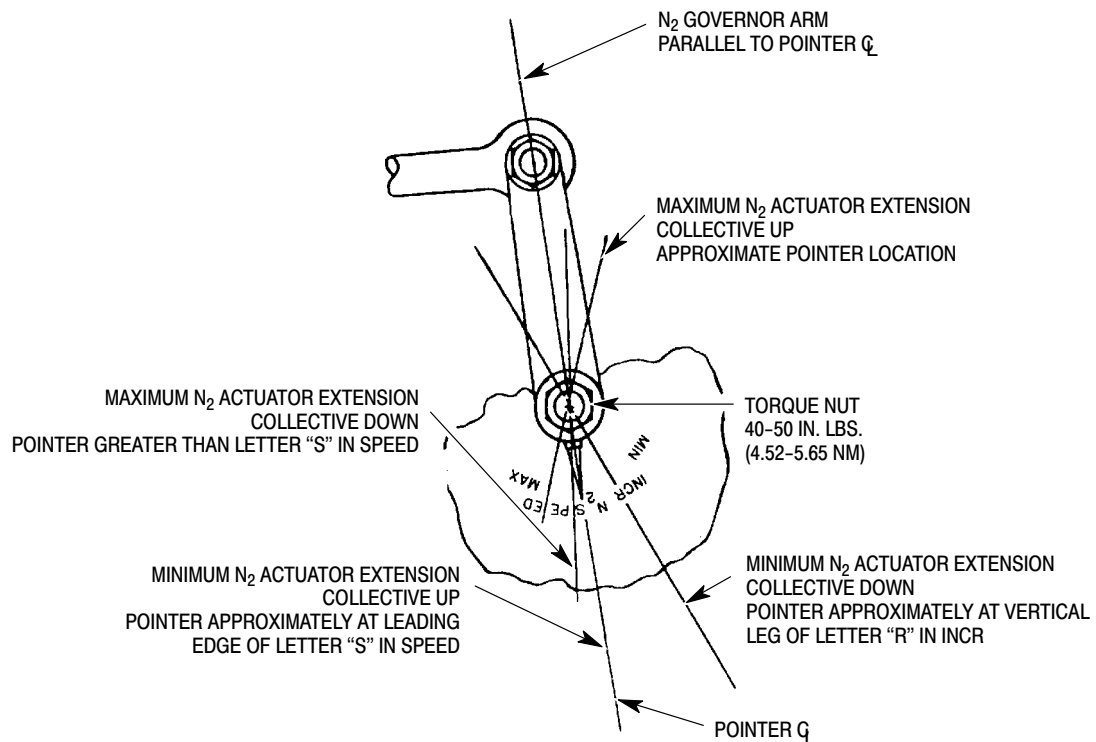 N₂ GOVERNOR ARM
PARALLEL TO POINTER ℄
MAXIMUM N₂ ACTUATOR EXTENSION
COLLECTIVE UP
APPROXIMATE POINTER LOCATION
MAXIMUM N₂ ACTUATOR EXTENSION
COLLECTIVE DOWN
POINTER GREATER THAN LETTER “S” IN SPEED
TORQUE NUT
40–50 IN. LBS.
(4.52–5.65 NM)
MIN
INCR N₂ SPEED
MAX
MINIMUM N₂ ACTUATOR EXTENSION
COLLECTIVE UP
POINTER APPROXIMATELY AT LEADING
EDGE OF LETTER “S” IN SPEED
MINIMUM N₂ ACTUATOR EXTENSION
COLLECTIVE DOWN
POINTER APPROXIMATELY AT VERTICAL
LEG OF LETTER “R” IN INCR
POINTER ℄